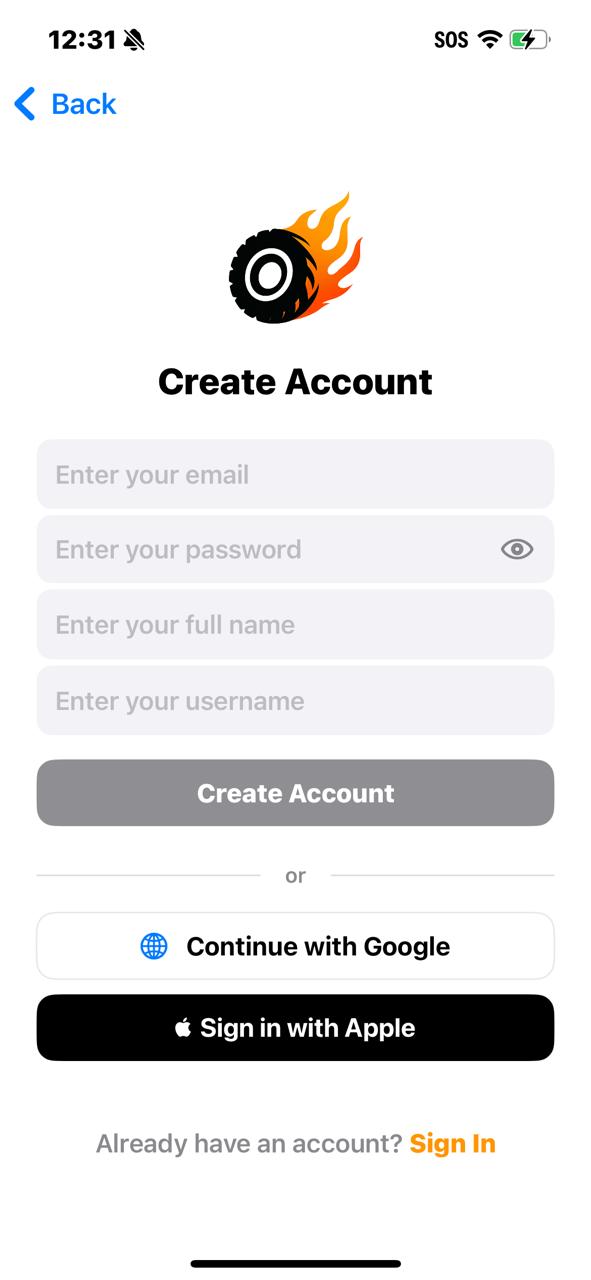 12:31
SOS
Back
Create Account
Enter your email
Enter your password
Enter your full name
Enter your username
Create Account
or
Continue with Google
Sign in with Apple
Already have an account? Sign In